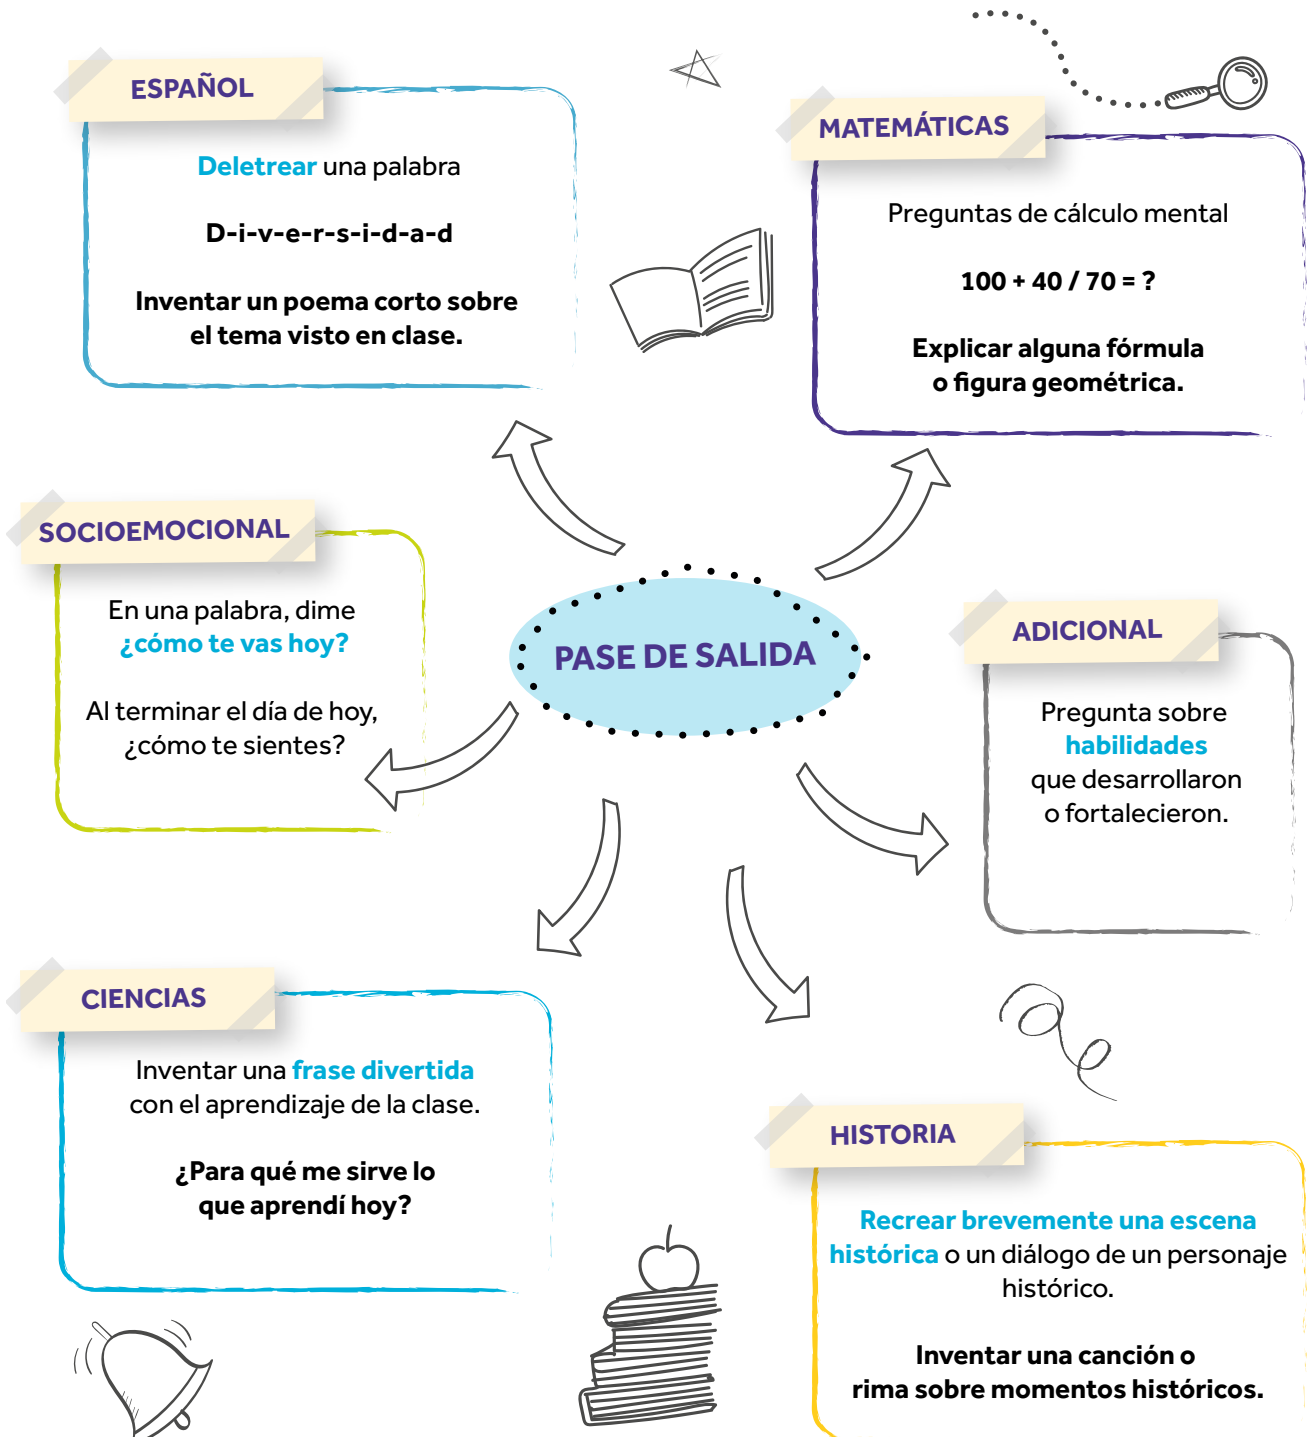 ESPAÑOL
Deletrear una palabra
D-i-v-e-r-s-i-d-a-d
Inventar un poema corto sobre
el tema visto en clase.
MATEMÁTICAS
Preguntas de cálculo mental
100 + 40 / 70 = ?
Explicar alguna fórmula
o figura geométrica.
SOCIOEMOCIONAL
En una palabra, dime
¿cómo te vas hoy?
Al terminar el día de hoy,
¿cómo te sientes?
PASE DE SALIDA
ADICIONAL
Pregunta sobre
habilidades
que desarrollaron
o fortalecieron.
CIENCIAS
Inventar una frase divertida
con el aprendizaje de la clase.
¿Para qué me sirve lo
que aprendí hoy?
HISTORIA
Recrear brevemente una escena
histórica o un diálogo de un personaje
histórico.
Inventar una canción o
rima sobre momentos históricos.